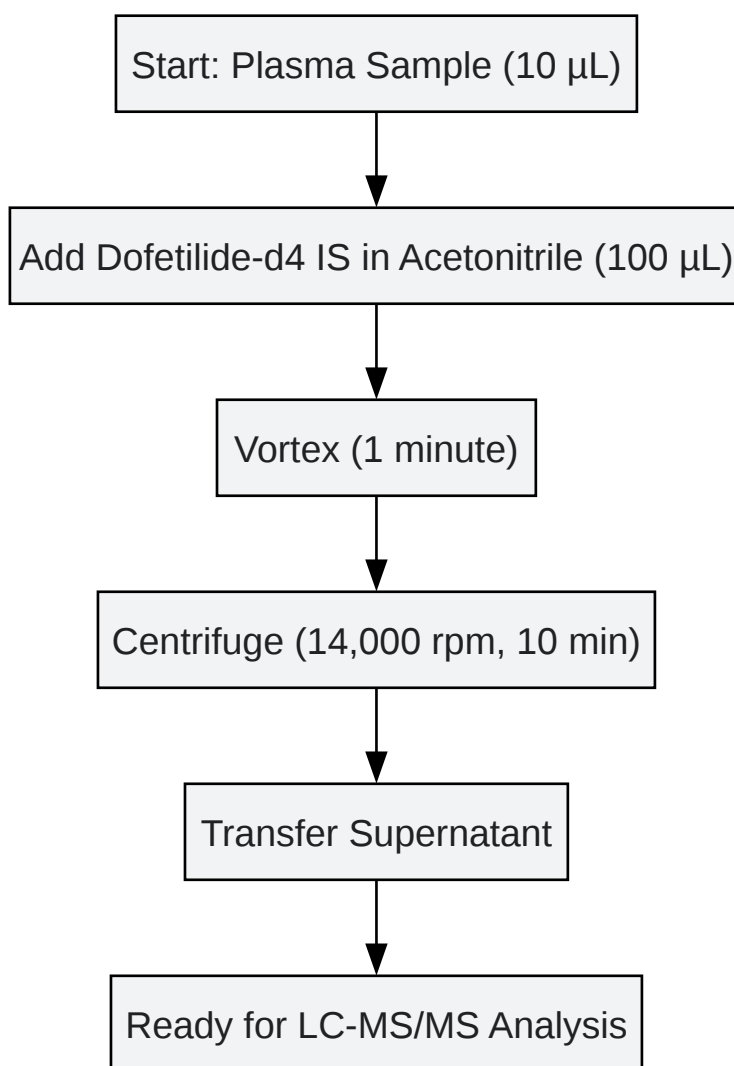 Start: Plasma Sample (10 µL)
Add Dofetilide-d4 IS in Acetonitrile (100 µL)
Vortex (1 minute)
Centrifuge (14,000 rpm, 10 min)
Transfer Supernatant
Ready for LC-MS/MS Analysis